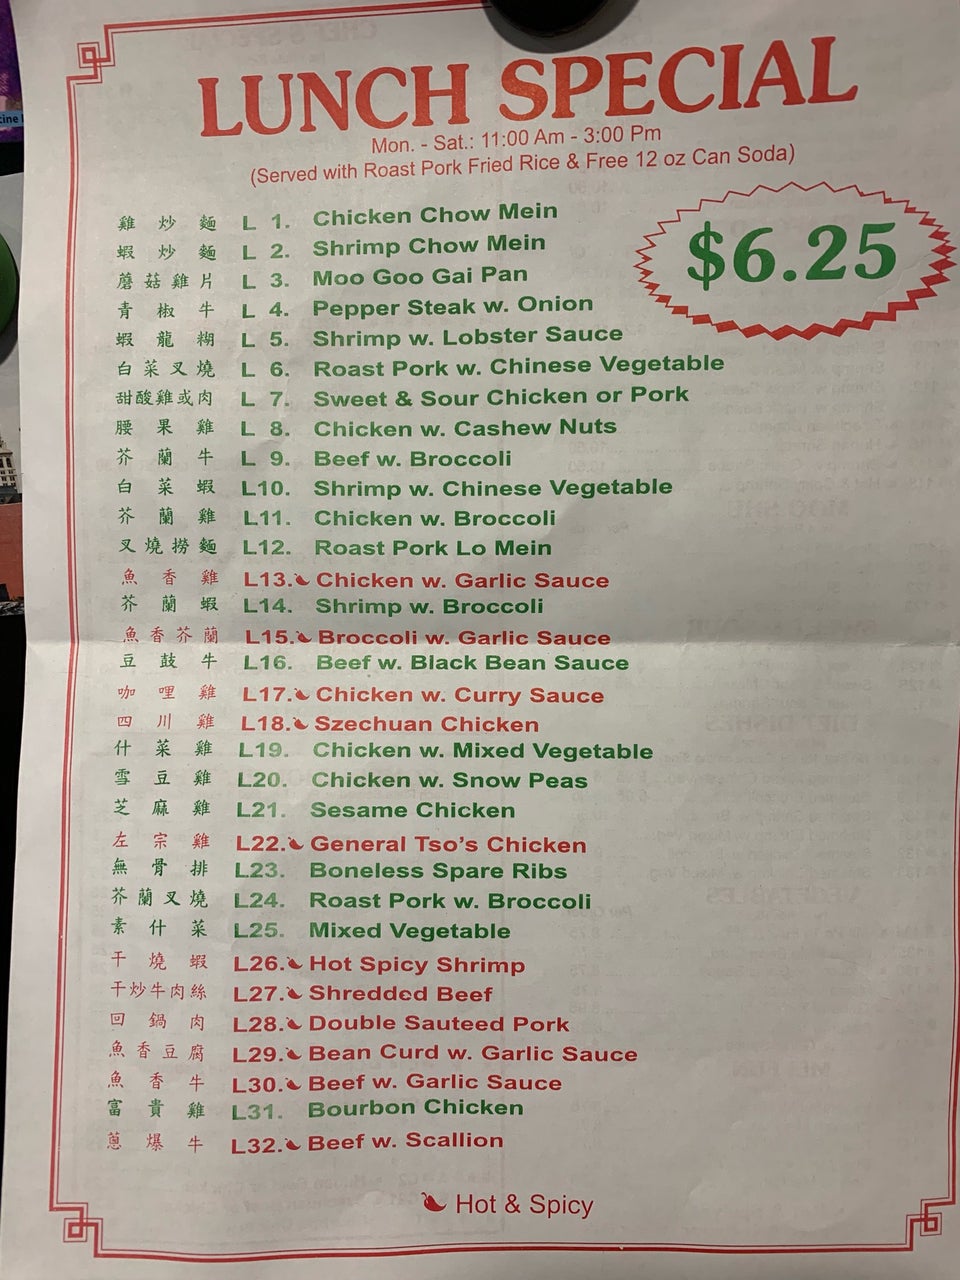 LUNCH SPECIAL
Mon. - Sat.: 11:00 Am - 3:00 Pm
(Served with Roast Pork Fried Rice & Free 12 oz Can Soda)
$6.25
雞炒麵 L 1. Chicken Chow Mein
蝦炒麵 L 2. Shrimp Chow Mein
蘑菇雞片 L 3. Moo Goo Gai Pan
青椒牛 L 4. Pepper Steak w. Onion
蝦龍糊 L 5. Shrimp w. Lobster Sauce
白菜叉燒 L 6. Roast Pork w. Chinese Vegetable
甜酸雞或肉 L 7. Sweet & Sour Chicken or Pork
腰果雞 L 8. Chicken w. Cashew Nuts
芥蘭牛 L 9. Beef w. Broccoli
白菜蝦 L10. Shrimp w. Chinese Vegetable
芥蘭雞 L11. Chicken w. Broccoli
叉燒撈麵 L12. Roast Pork Lo Mein
魚香雞 L13. Chicken w. Garlic Sauce
芥蘭蝦 L14. Shrimp w. Broccoli
魚香芥蘭 L15. Broccoli w. Garlic Sauce
豆鼓牛 L16. Beef w. Black Bean Sauce
咖哩雞 L17. Chicken w. Curry Sauce
四川雞 L18. Szechuan Chicken
什菜雞 L19. Chicken w. Mixed Vegetable
雪豆雞 L20. Chicken w. Snow Peas
芝麻雞 L21. Sesame Chicken
左宗雞 L22. General Tso's Chicken
無骨排 L23. Boneless Spare Ribs
芥蘭叉燒 L24. Roast Pork w. Broccoli
素什菜 L25. Mixed Vegetable
干燒蝦 L26. Hot Spicy Shrimp
干炒牛肉絲 L27. Shredded Beef
回鍋肉 L28. Double Sauteed Pork
魚香豆腐 L29. Bean Curd w. Garlic Sauce
魚香牛 L30. Beef w. Garlic Sauce
富貴雞 L31. Bourbon Chicken
蔥爆牛 L32. Beef w. Scallion
Hot & Spicy